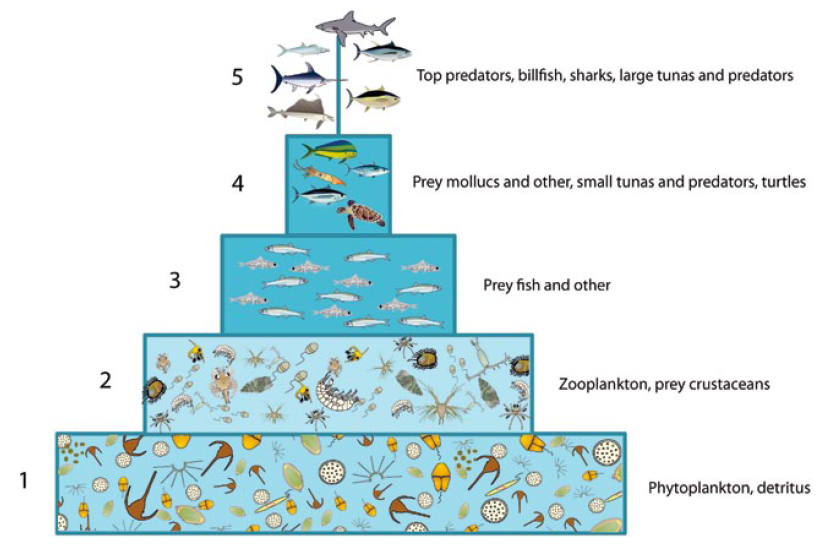 5 Top predators, billfish, sharks, large tunas and predators
4 Prey mollucs and other, small tunas and predators, turtles
3 Prey fish and other
2 Zooplankton, prey crustaceans
1 Phytoplankton, detritus